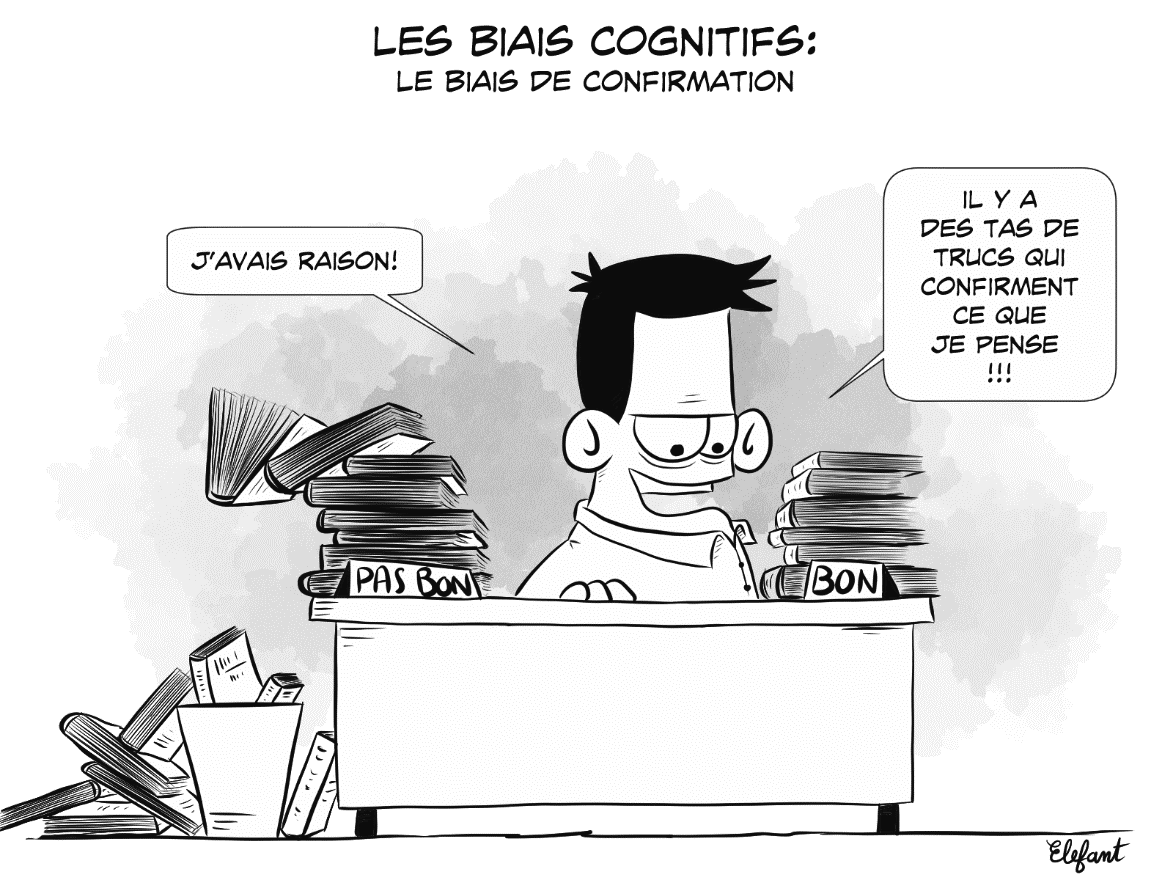 LES BIAIS COGNITIFS:
LE BIAIS DE CONFIRMATION
J'AVAIS RAISON!
IL Y A
DES TAS DE
TRUCS QUI
CONFIRMENT
CE QUE
JE PENSE
!!!
PAS BON
BON
Elefant